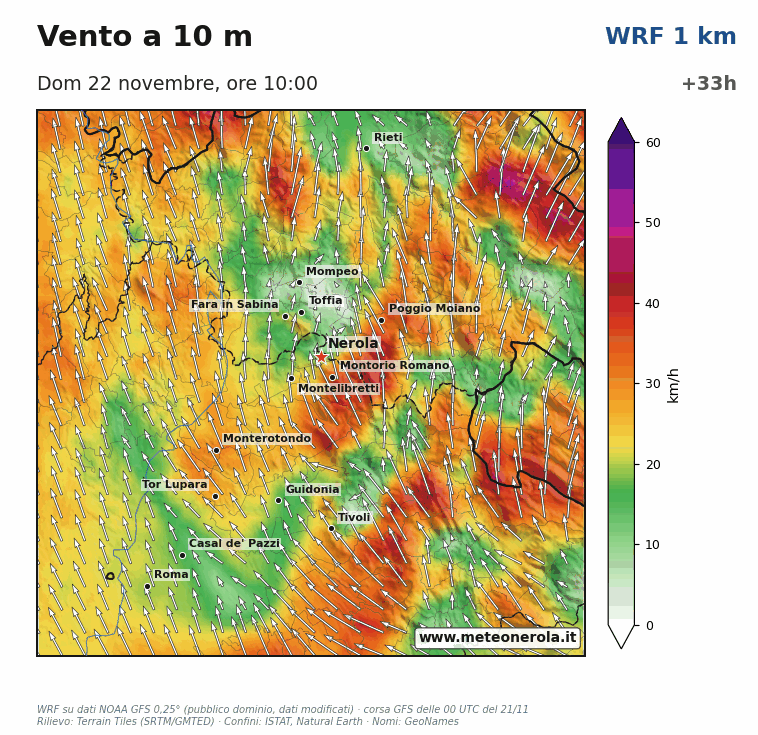 Vento a 10 m
WRF 1 km
Dom 22 novembre, ore 10:00
+33h
Rieti
Mompeo
Fara in Sabina
Toffia
Poggio Moiano
Nerola
Montorio Romano
Montelibretti
Monterotondo
Tor Lupara
Guidonia
Tivoli
Casal de' Pazzi
Roma
www.meteonerola.it
60
50
40
30
20
10
0
km/h
WRF su dati NOAA GFS 0,25° (pubblico dominio, dati modificati) · corsa GFS delle 00 UTC del 21/11
Rilievo: Terrain Tiles (SRTM/GMTED) · Confini: ISTAT, Natural Earth · Nomi: GeoNames